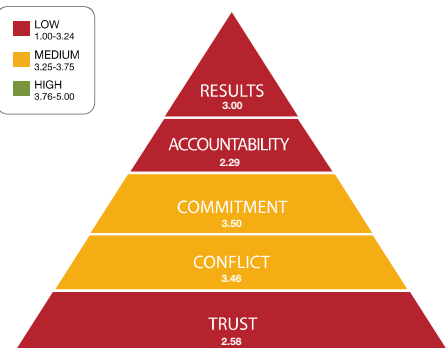 LOW
1.00-3.24
MEDIUM
3.25-3.75
HIGH
3.76-5.00
RESULTS
3.00
ACCOUNTABILITY
2.29
COMMITMENT
3.50
CONFLICT
3.46
TRUST
2.58